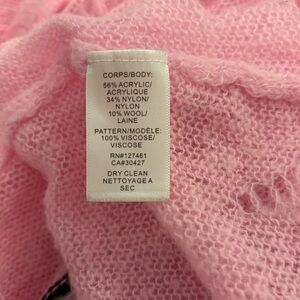 CORPS/BODY:
56% ACRYLIC/
ACRYLIQUE
34% NYLON/
NYLON
10% WOOL/
LAINE
PATTERN/MODÈLE:
100% VISCOSE/
VISCOSE
RN#127461
CA#30427
DRY CLEAN
NETTOYAGE A
SEC